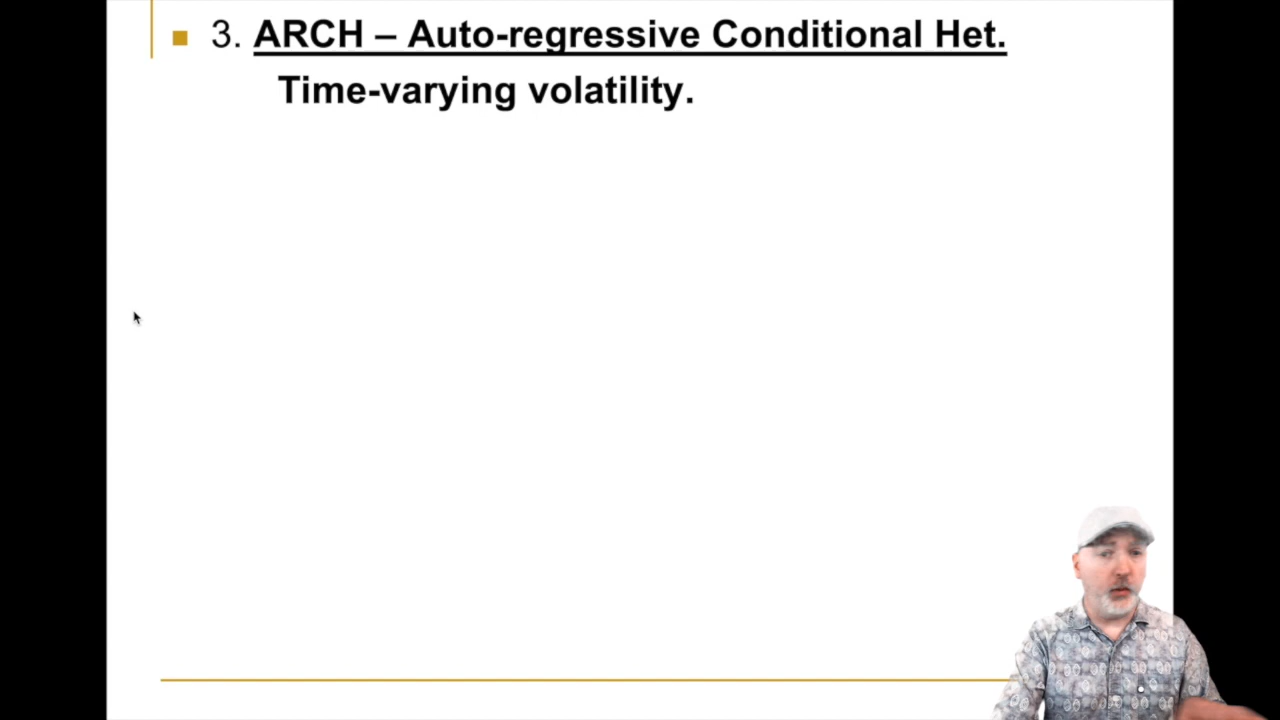 3. ARCH – Auto-regressive Conditional Het.
Time-varying volatility.